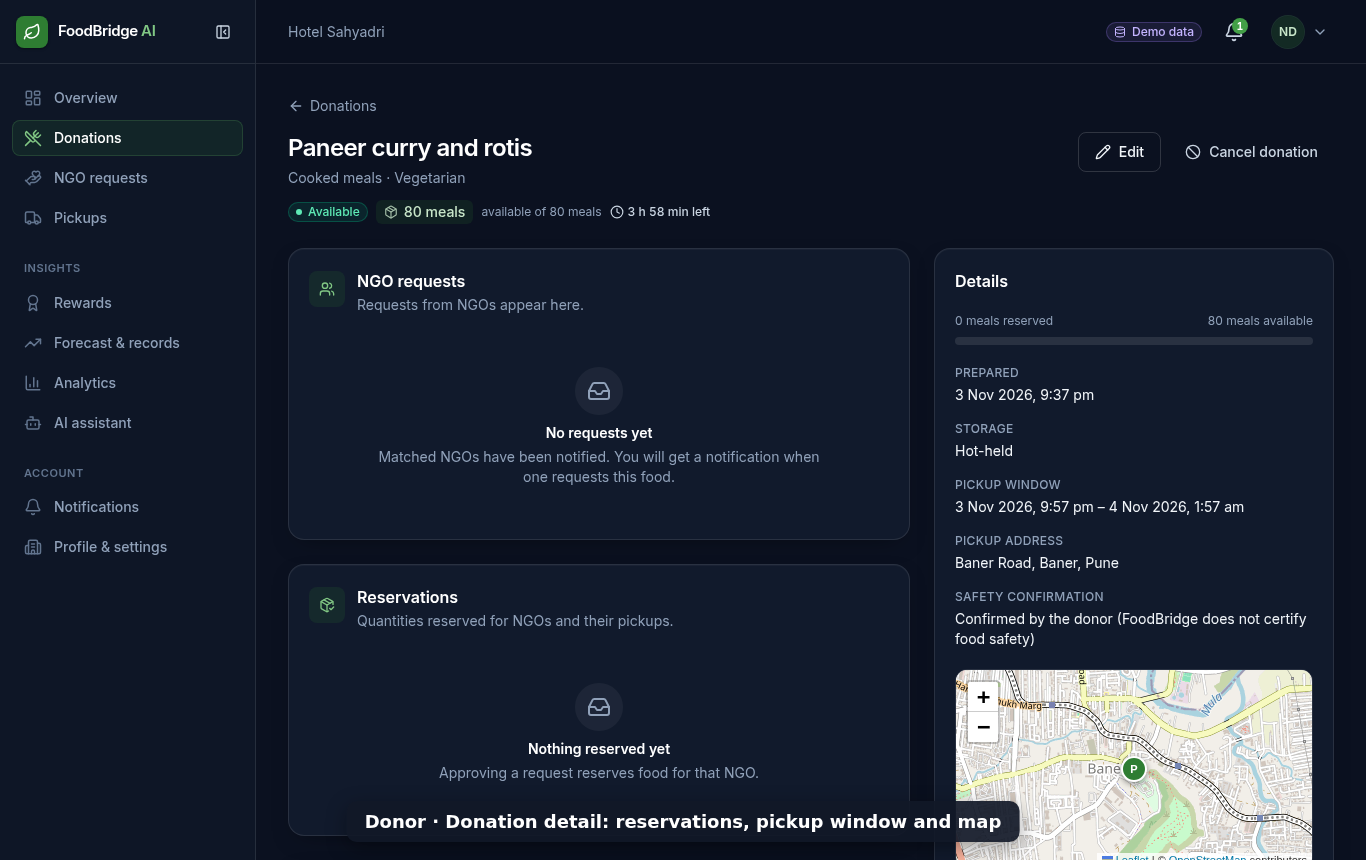 FoodBridge AI
Hotel Sahyadri
Demo data
1
ND
Overview
Donations
NGO requests
Pickups
INSIGHTS
Rewards
Forecast & records
Analytics
AI assistant
ACCOUNT
Notifications
Profile & settings
Donations
Paneer curry and rotis
Cooked meals · Vegetarian
Available
80 meals
available of 80 meals
3 h 58 min left
Edit
Cancel donation
NGO requests
Requests from NGOs appear here.
No requests yet
Matched NGOs have been notified. You will get a notification when
one requests this food.
Reservations
Quantities reserved for NGOs and their pickups.
Nothing reserved yet
Approving a request reserves food for that NGO.
Details
0 meals reserved
80 meals available
PREPARED
3 Nov 2026, 9:37 pm
STORAGE
Hot-held
PICKUP WINDOW
3 Nov 2026, 9:57 pm – 4 Nov 2026, 1:57 am
PICKUP ADDRESS
Baner Road, Baner, Pune
SAFETY CONFIRMATION
Confirmed by the donor (FoodBridge does not certify
food safety)
+
−
Mula
P
Leaflet | © OpenStreetMap contributors
Donor · Donation detail: reservations, pickup window and map